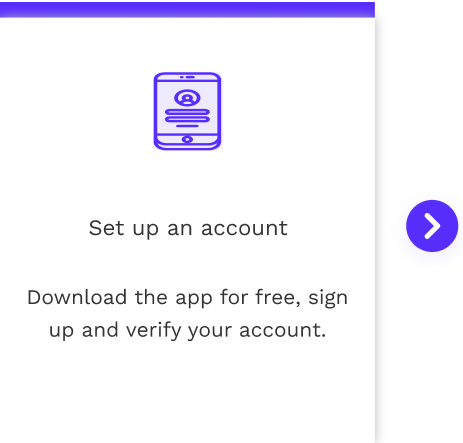 Set up an account
Download the app for free, sign
up and verify your account.